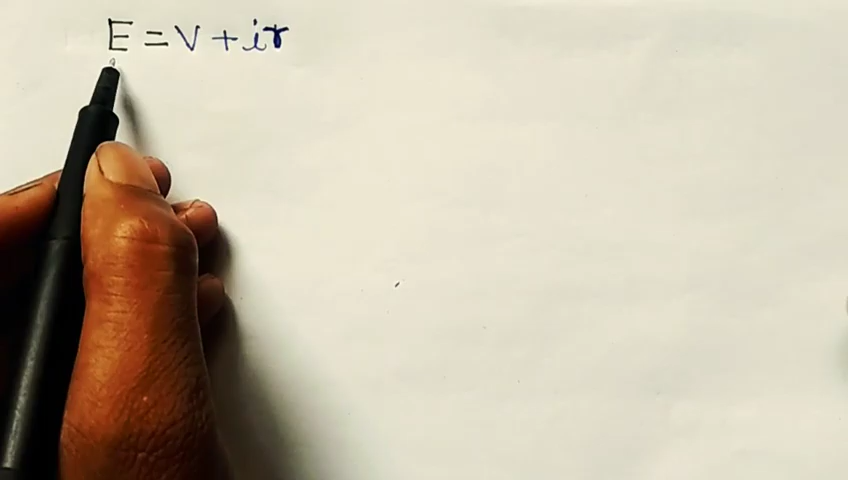 E = V + ir